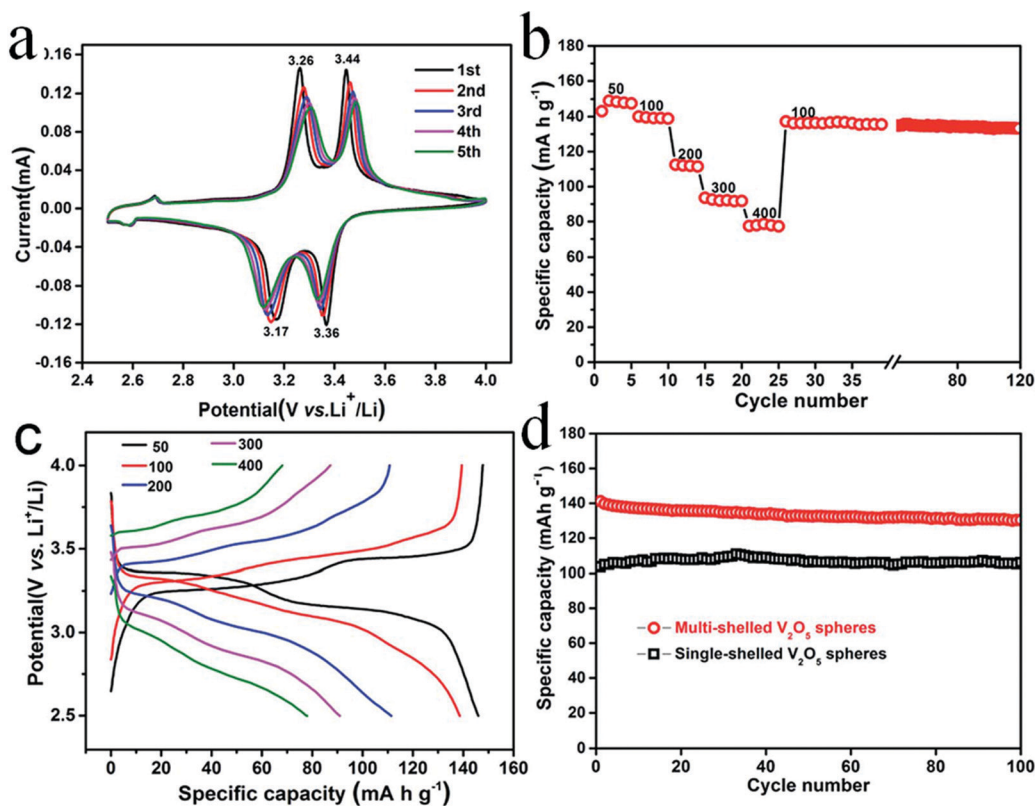 a
0.16
0.12
0.08
0.04
0.00
-0.04
-0.08
-0.12
-0.16
Current(mA)
3.26
3.44
3.17
3.36
1st
2nd
3rd
4th
5th
2.4 2.6 2.8 3.0 3.2 3.4 3.6 3.8 4.0
Potential(V vs.Li⁺/Li)
b
180
160
140
120
100
80
60
40
20
0
Specific capacity (mA h g⁻¹)
50
100
200
300
400
100
0 5 10 15 20 25 30 35 80 120
Cycle number
c
50
100
200
300
400
4.0
3.5
3.0
2.5
Potential(V vs. Li⁺/Li)
0 20 40 60 80 100 120 140 160
Specific capacity (mA h g⁻¹)
d
180
160
140
120
100
80
60
40
20
0
Specific capacity (mAh g⁻¹)
Multi-shelled V₂O₅ spheres
Single-shelled V₂O₅ spheres
0 20 40 60 80 100
Cycle number